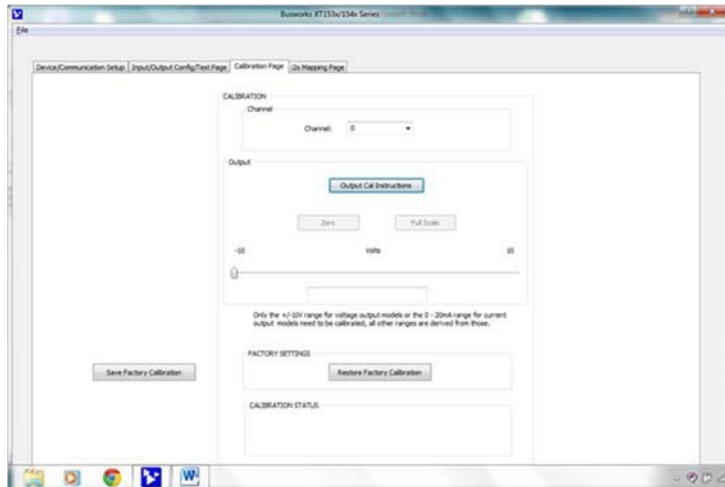 Busworks XT153x/154x Series
File
Device/Communication Setup Input/Output Config/Test Page Calibration Page i2o Mapping Page
CALIBRATION
Channel
Channel: 0
Output
Output Cal Instructions
Zero Full Scale
-10 Volts 10
Only the +/-10V range for voltage output models or the 0 - 20mA range for current
output models need to be calibrated, all other ranges are derived from those.
FACTORY SETTINGS
Save Factory Calibration Restore Factory Calibration
CALIBRATION STATUS